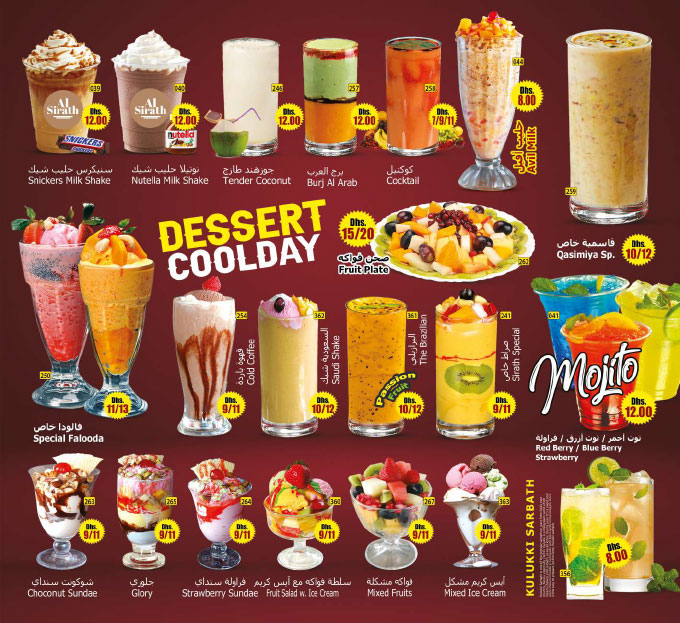 039
Al
Sirath
SNICKERS
Dhs.
12.00
سنيكرس حليب شيك
Snickers Milk Shake
040
Al
Sirath
nutella
Dhs.
12.00
نوتيلا حليب شيك
Nutella Milk Shake
246
Dhs.
12.00
جوزهند طازج
Tender Coconut
257
Dhs.
12.00
برج العرب
Burj Al Arab
258
Dhs.
7/9/11
كوكتيل
Cocktail
044
Dhs.
8.00
Avil Milk
259
Dhs.
10/12
قاسمية خاص
Qasimiya Sp.
DESSERT
COOLDAY
Dhs.
15/20
صحن فواكه
Fruit Plate
262
250
Dhs.
11/13
فالودا خاص
Special Falooda
254
قهوة باردة
Cold Coffee
Dhs.
9/11
362
السعودية شيك
Saudi Shake
Dhs.
10/12
361
البرازيلي
The Brazilian
Passion
Fruit
Dhs.
10/12
241
صراط خاص
Sirath Special
Dhs.
9/11
041
Mojito
Dhs.
12.00
توت احمر / توت أزرق / فراولة
Red Berry / Blue Berry
Strawberry
263
Dhs.
9/11
شوكونت سنداي
Choconut Sundae
265
Dhs.
9/11
جلوري
Glory
264
Dhs.
9/11
فراولة سنداي
Strawberry Sundae
360
Dhs.
9/11
سلطة فواكه مع آيس كريم
Fruit Salad w. Ice Cream
267
Dhs.
9/11
فواكه مشكلة
Mixed Fruits
363
Dhs.
9/11
آيس كريم مشكل
Mixed Ice Cream
KULUKKI SARBATH
356
Dhs.
8.00